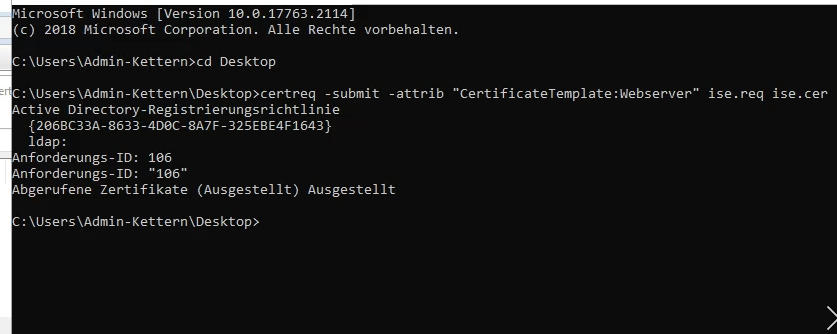 Microsoft Windows [Version 10.0.17763.2114]
(c) 2018 Microsoft Corporation. Alle Rechte vorbehalten.
C:\Users\Admin-Kettern>cd Desktop
C:\Users\Admin-Kettern\Desktop>certreq -submit -attrib "CertificateTemplate:Webserver" ise.req ise.cer
Active Directory-Registrierungsrichtlinie
{206BC33A-8633-4D0C-8A7F-325EBE4F1643}
ldap:
Anforderungs-ID: 106
Anforderungs-ID: "106"
Abgerufene Zertifikate (Ausgestellt) Ausgestellt
C:\Users\Admin-Kettern\Desktop>